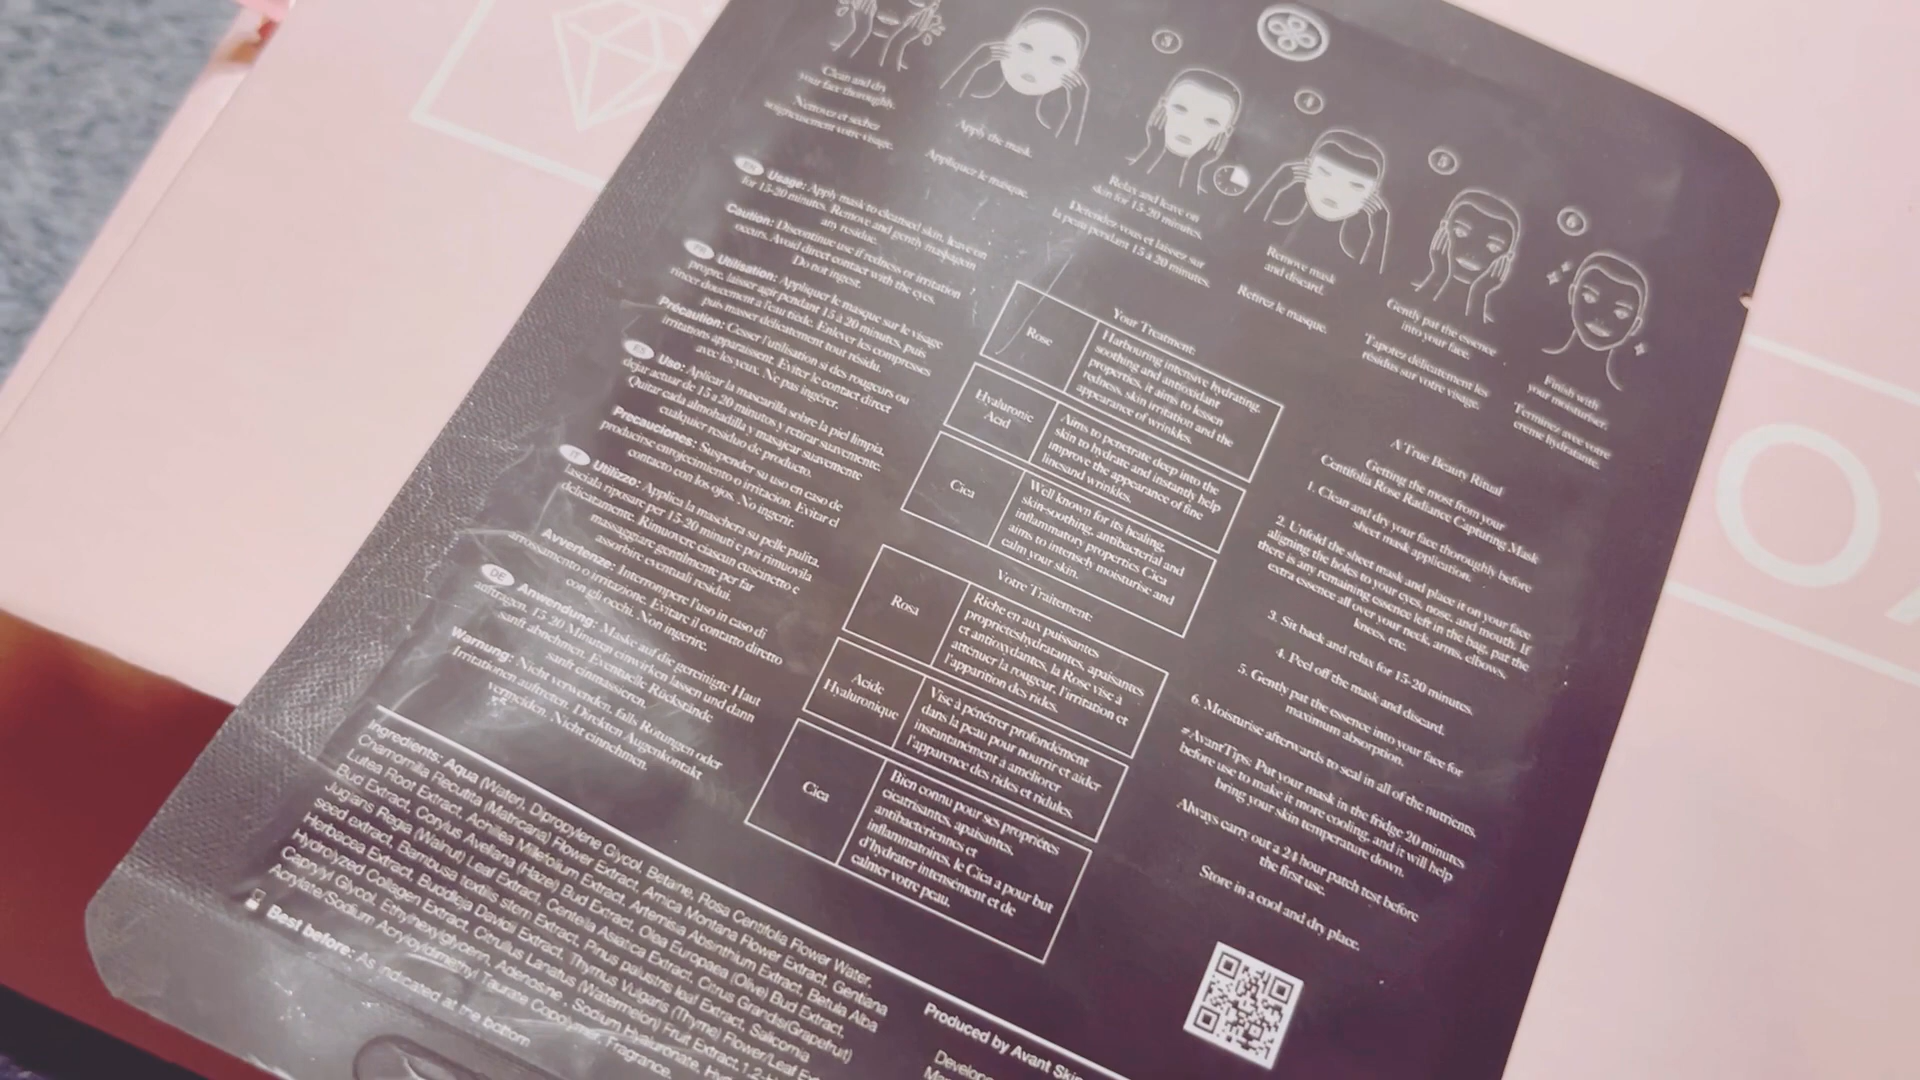 Clean and dry
your face thoroughly.
Nettoyez et séchez
soigneusement votre visage.
Apply the mask.
Appliquez le masque.
3
Relax and leave on
skin for 15-20 minutes.
Détendez-vous et laissez sur
la peau pendant 15 à 20 minutes.
4
Remove mask
and discard.
Retirez le masque.
5
Gently pat the essence
into your face.
Tapotez délicatement les
résidus sur votre visage.
6
Finish with
your moisturiser.
Terminez avec votre
crème hydratante.
EN Usage: Apply mask to cleansed skin, leave on
for 15-20 minutes. Remove and gently massage in
any residue.
Caution: Discontinue use if redness or irritation
occurs. Avoid direct contact with the eyes.
Do not ingest.
FR Utilisation: Appliquer le masque sur le visage
propre, laisser agir pendant 15 à 20 minutes, puis
rincer doucement à l'eau tiède. Enlever les compresses
puis masser délicatement tout résidu.
Précaution: Cesser l'utilisation si des rougeurs ou
irritations apparaissent. Eviter le contact direct
avec les yeux. Ne pas ingérer.
ES Uso: Aplicar la mascarilla sobre la piel limpia,
dejar actuar de 15 a 20 minutos y retirar suavemente.
Quitar cada almohadilla y masajear suavemente
cualquier residuo de producto.
Precauciones: Suspender su uso en caso de
producirse enrojecimiento o irritacion. Evitar el
contacto con los ojos. No ingerir.
IT Utilizzo: Applica la maschera su pelle pulita,
lasciala riposare per 15-20 minuti e poi rimuovila
delicatamente. Rimuovere ciascun cuscinetto e
massaggiare gentilmente per far
assorbire eventuali residui.
Avvertenze: Interrompere l'uso in caso di
arrossamento o irritazione. Evitare il contatto diretto
con gli occhi. Non ingerire.
DE Anwendung: Maske auf die gereinigte Haut
auftragen, 15-20 Minuten einwirken lassen und dann
sanft abnehmen. Eventuelle Rückstände
sanft einmassieren.
Warnung: Nicht verwenden, falls Rötungen oder
Irritationen auftreten. Direkten Augenkontakt
vermeiden. Nicht einnehmen.
Your Treatment:
Rose
Harbouring intensive hydrating,
soothing and antioxidant
properties, it aims to lessen
redness, skin irritation and the
appearance of wrinkles.
Hyaluronic
Acid
Aims to penetrate deep into the
skin to hydrate and instantly help
improve the appearance of fine
lines and wrinkles.
Cica
Well known for its healing,
skin-soothing, antibacterial and
inflammatory properties Cica
aims to intensely moisturise and
calm your skin.
Votre Traitement:
Rosa
Riche en aux puissantes
propriétéshydratantes, apaisantes
et antioxydantes, la Rose vise à
atténuer la rougeur, l'irritation et
l'apparition des rides.
Acide
Hyaluronique
Vise à pénétrer profondément
dans la peau pour nourrir et aider
instantanément à améliorer
l'apparence des rides et ridules.
Cica
Bien connu pour ses propriétés
cicatrisantes, apaisantes,
antibactériennes et
inflammatoires, le Cica a pour but
d'hydrater intensément et de
calmer votre peau.
A True Beauty Ritual
Getting the most from your
Centifolia Rose Radiance Capturing Mask
1. Clean and dry your face thoroughly before
sheet mask application.
2. Unfold the sheet mask and place it on your face
aligning the holes to your eyes, nose, and mouth. If
there is any remaining essence left in the bag, pat the
extra essence all over your neck, arms, elbows,
knees, etc.
3. Sit back and relax for 15-20 minutes.
4. Peel off the mask and discard.
5. Gently pat the essence into your face for
maximum absorption.
6. Moisturise afterwards to seal in all of the nutrients.
#AvantTips: Put your mask in the fridge 20 minutes
before use to make it more cooling, and it will help
bring your skin temperature down.
Always carry out a 24 hour patch test before
the first use.
Store in a cool and dry place.
Ingredients: Aqua (Water), Dipropylene Glycol, Betaine, Rosa Centifolia Flower Water,
Chamomilla Recutita (Matricaria) Flower Extract, Arnica Montana Flower Extract, Gentiana
Lutea Root Extract, Achillea Millefolium Extract, Artemisia Absinthium Extract, Betula Alba
Bud Extract, Corylus Avellana (Hazel) Bud Extract, Olea Europaea (Olive) Bud Extract,
Juglans Regia (Walnut) Leaf Extract, Centella Asiatica Extract, Citrus Grandis(Grapefruit)
seed extract, Bambusa textilis stem Extract, Pinus palustris leaf Extract, Salicornia
Herbacea Extract, Buddleja Davidii Extract, Thymus Vulgaris (Thyme) Flower/Leaf
Hydrolyzed Collagen Extract, Citrullus Lanatus (Watermelon) Fruit Extract,
Caprylyl Glycol, Ethylhexylglycerin, Adenosine, Sodium Hyaluronate,
Acrylate/Sodium Acryloyldimethyl Taurate Copolymer, Fragrance.
Best before: As indicated at the bottom
Produced by Avant
O